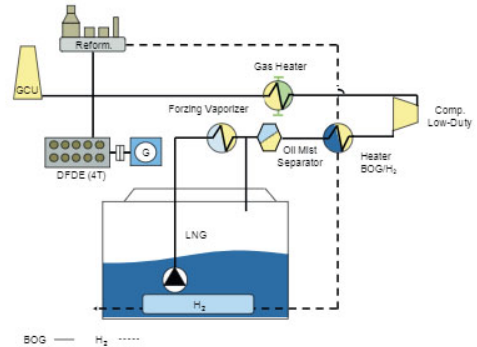 Reform.
GCU
Gas Heater
Forzing Vaporizer
Comp.
Low-Duty
Oil Mist
Separator
Heater
BOG/H₂
G
DFDE (4T)
LNG
H₂
BOG
H₂